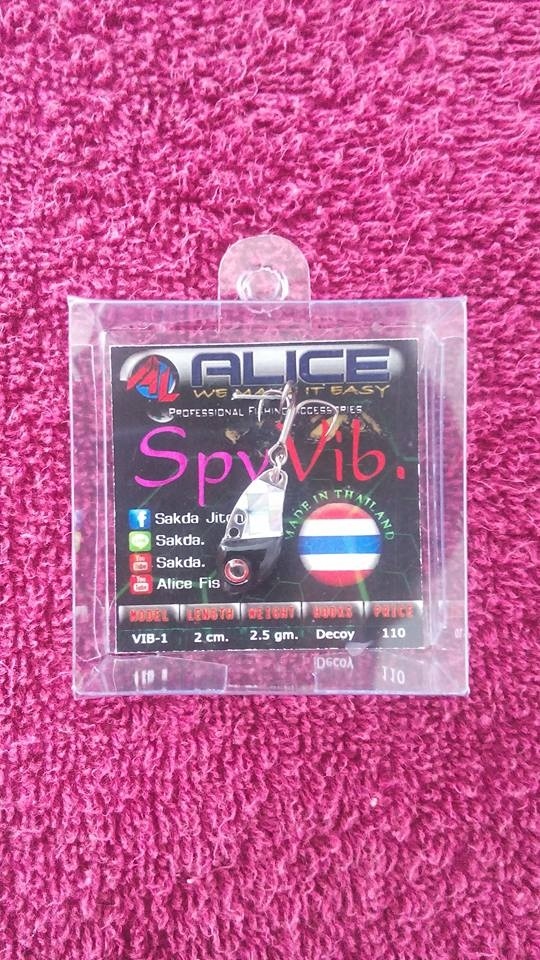 AL ALICE
WE MAKE IT EASY
PROFESSIONAL FISHING ACCESSORIES
SpyVib.
MADE IN THAILAND
Sakda
Sakda.
Sakda.
Alice Fis
MODEL LENGTH WEIGHT HOOKS PRICE
VIB-1 2 cm. 2.5 gm. Decoy 110